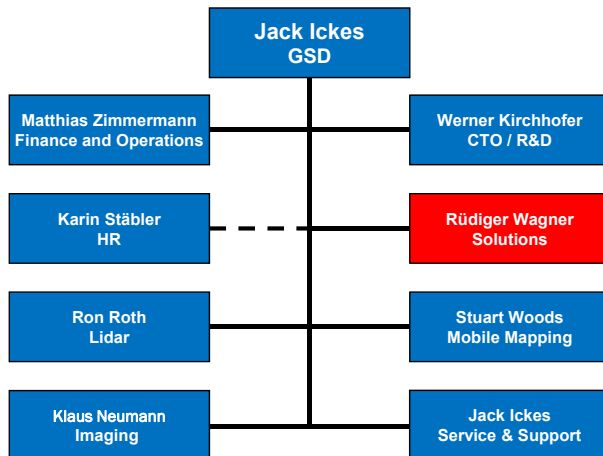 Jack Ickes
GSD
Matthias Zimmermann
Finance and Operations
Werner Kirchhofer
CTO / R&D
Karin Stäbler
HR
Rüdiger Wagner
Solutions
Ron Roth
Lidar
Stuart Woods
Mobile Mapping
Klaus Neumann
Imaging
Jack Ickes
Service & Support